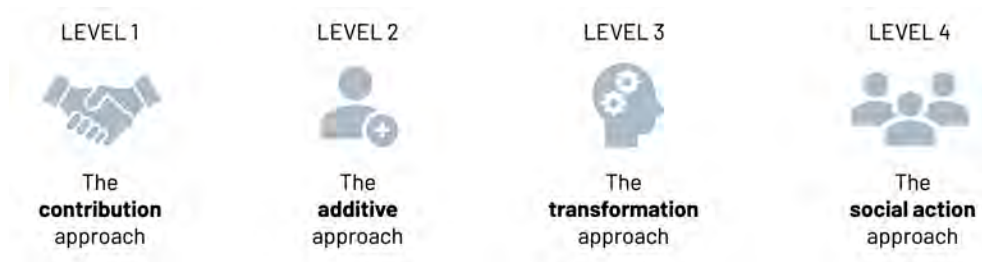 LEVEL 1
The
contribution
approach
LEVEL 2
The
additive
approach
LEVEL 3
The
transformation
approach
LEVEL 4
The
social action
approach